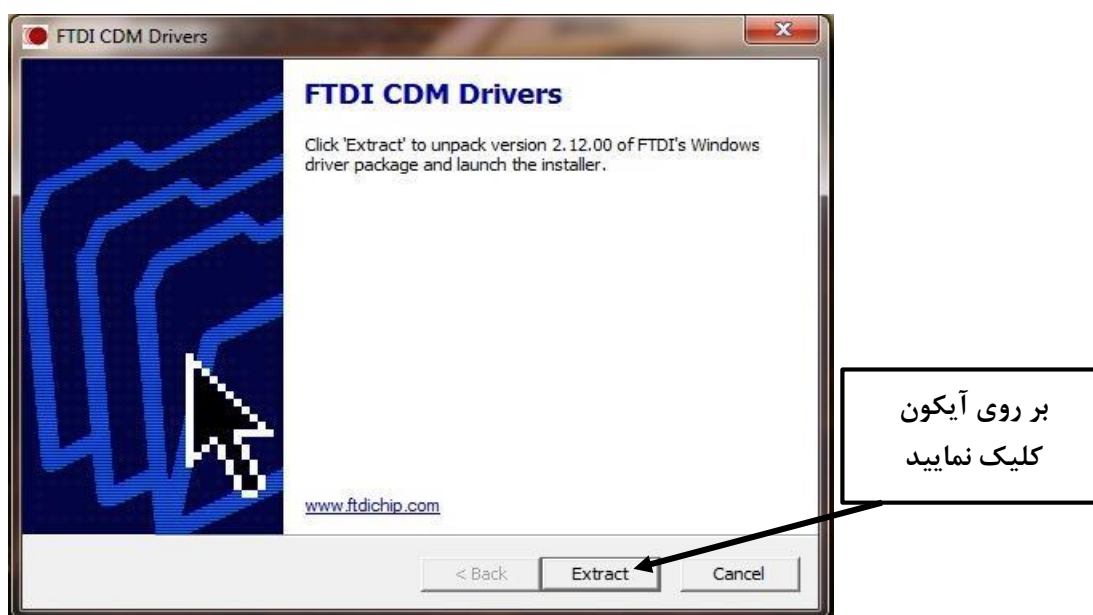 FTDI CDM Drivers
FTDI CDM Drivers
Click 'Extract' to unpack version 2.12.00 of FTDI's Windows
driver package and launch the installer.
بر روی آیکون
کلیک نمایید
www.ftdichip.com
< Back
Extract
Cancel